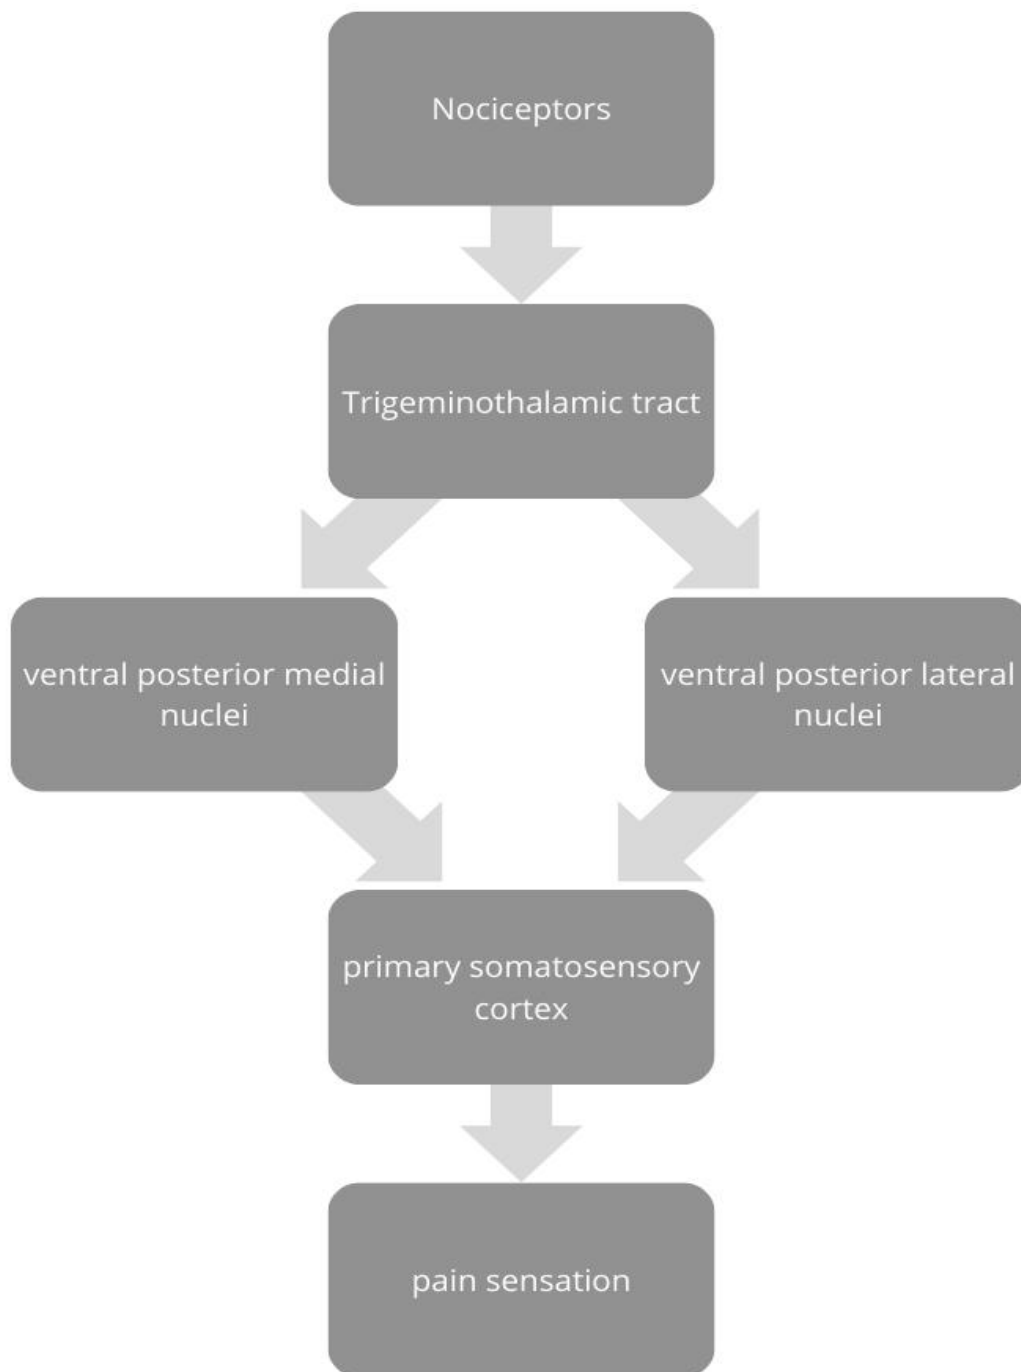 Nociceptors
Trigeminothalamic tract
ventral posterior medial
nuclei
ventral posterior lateral
nuclei
primary somatosensory
cortex
pain sensation